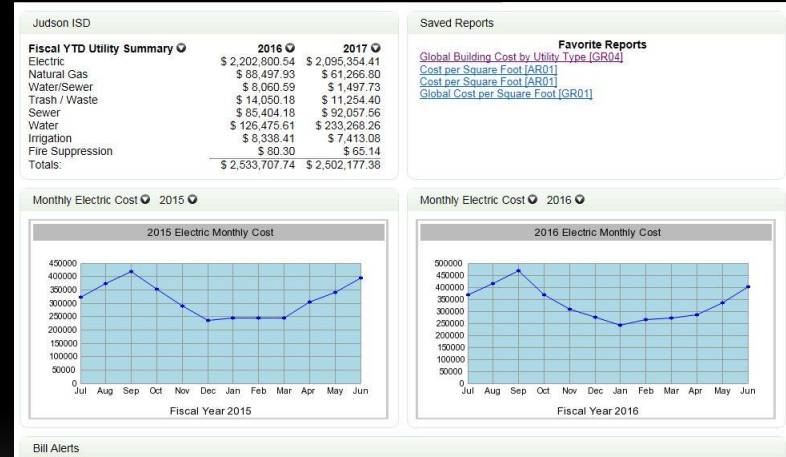 Judson ISD
Fiscal YTD Utility Summary 2016 2017
Electric $ 2,202,800.54 $ 2,095,354.41
Natural Gas $ 88,497.93 $ 61,266.80
Water/Sewer $ 8,060.59 $ 1,497.73
Trash / Waste $ 14,050.18 $ 11,254.40
Sewer $ 85,404.18 $ 92,057.56
Water $ 126,475.61 $ 233,268.26
Irrigation $ 8,338.41 $ 7,413.08
Fire Suppression $ 80.30 $ 65.14
Totals: $ 2,533,707.74 $ 2,502,177.38
Saved Reports
Favorite Reports
Global Building Cost by Utility Type [GR04]
Cost per Square Foot [AR01]
Cost per Square Foot [AR01]
Global Cost per Square Foot [GR01]
Monthly Electric Cost 2015
2015 Electric Monthly Cost
450000
400000
350000
300000
250000
200000
150000
100000
50000
0
Jul Aug Sep Oct Nov Dec Jan Feb Mar Apr May Jun
Fiscal Year 2015
Monthly Electric Cost 2016
2016 Electric Monthly Cost
500000
450000
400000
350000
300000
250000
200000
150000
100000
50000
0
Jul Aug Sep Oct Nov Dec Jan Feb Mar Apr May Jun
Fiscal Year 2016
Bill Alerts